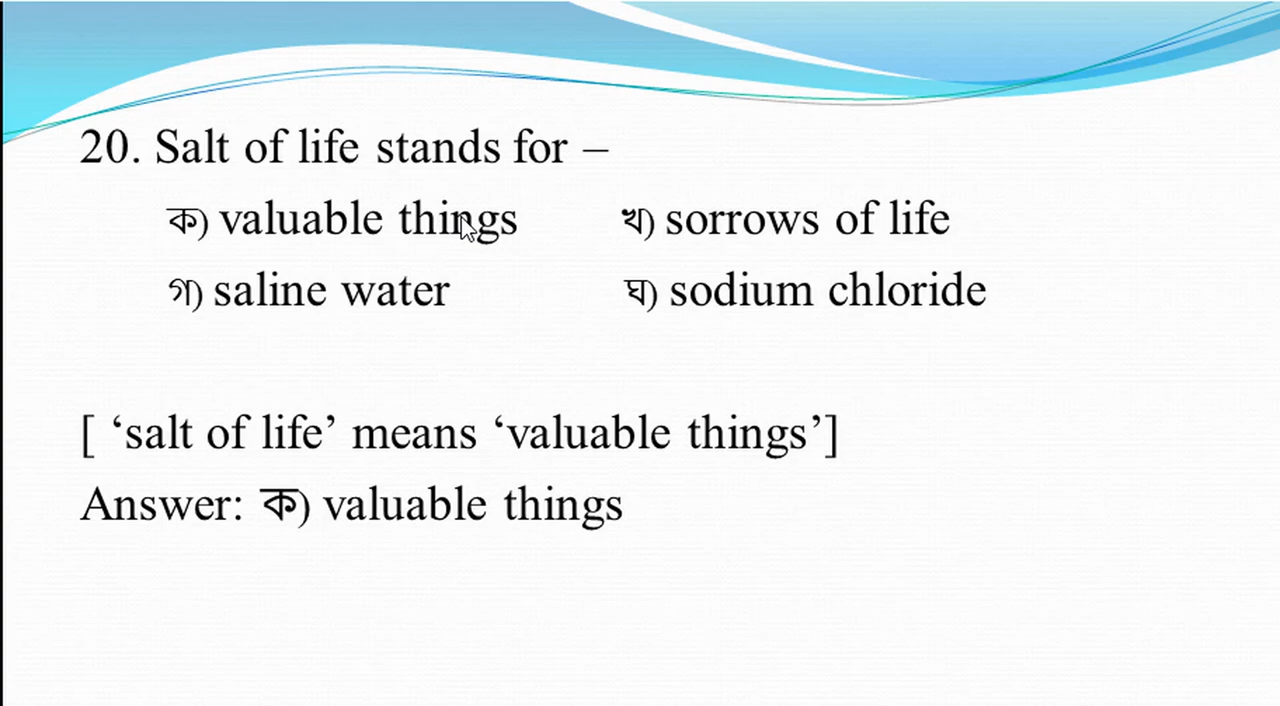 20. Salt of life stands for –
ক) valuable things খ) sorrows of life
গ) saline water ঘ) sodium chloride
[ ‘salt of life’ means ‘valuable things’]
Answer: ক) valuable things